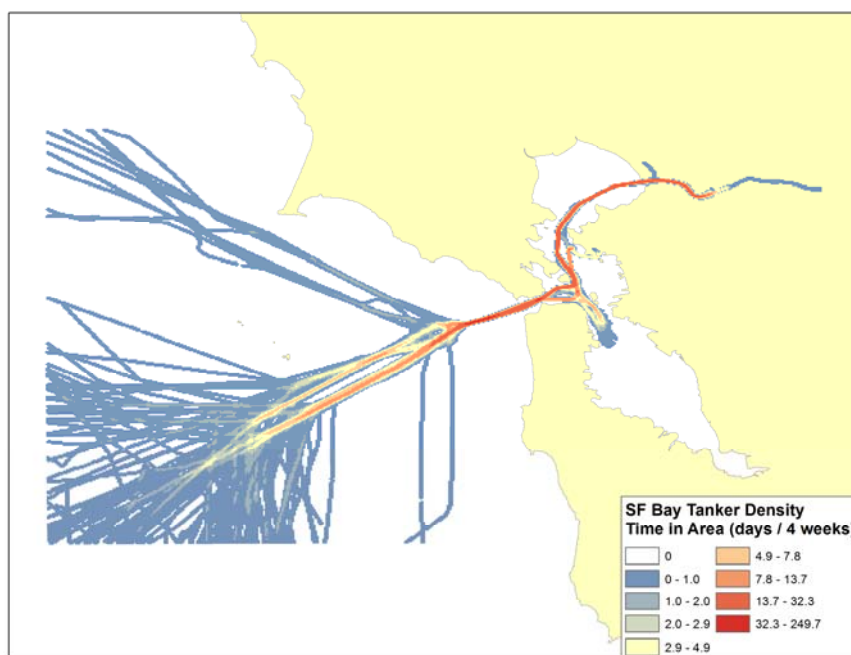 SF Bay Tanker Density
Time in Area (days / 4 weeks)
0
0 - 1.0
1.0 - 2.0
2.0 - 2.9
2.9 - 4.9
4.9 - 7.8
7.8 - 13.7
13.7 - 32.3
32.3 - 249.7